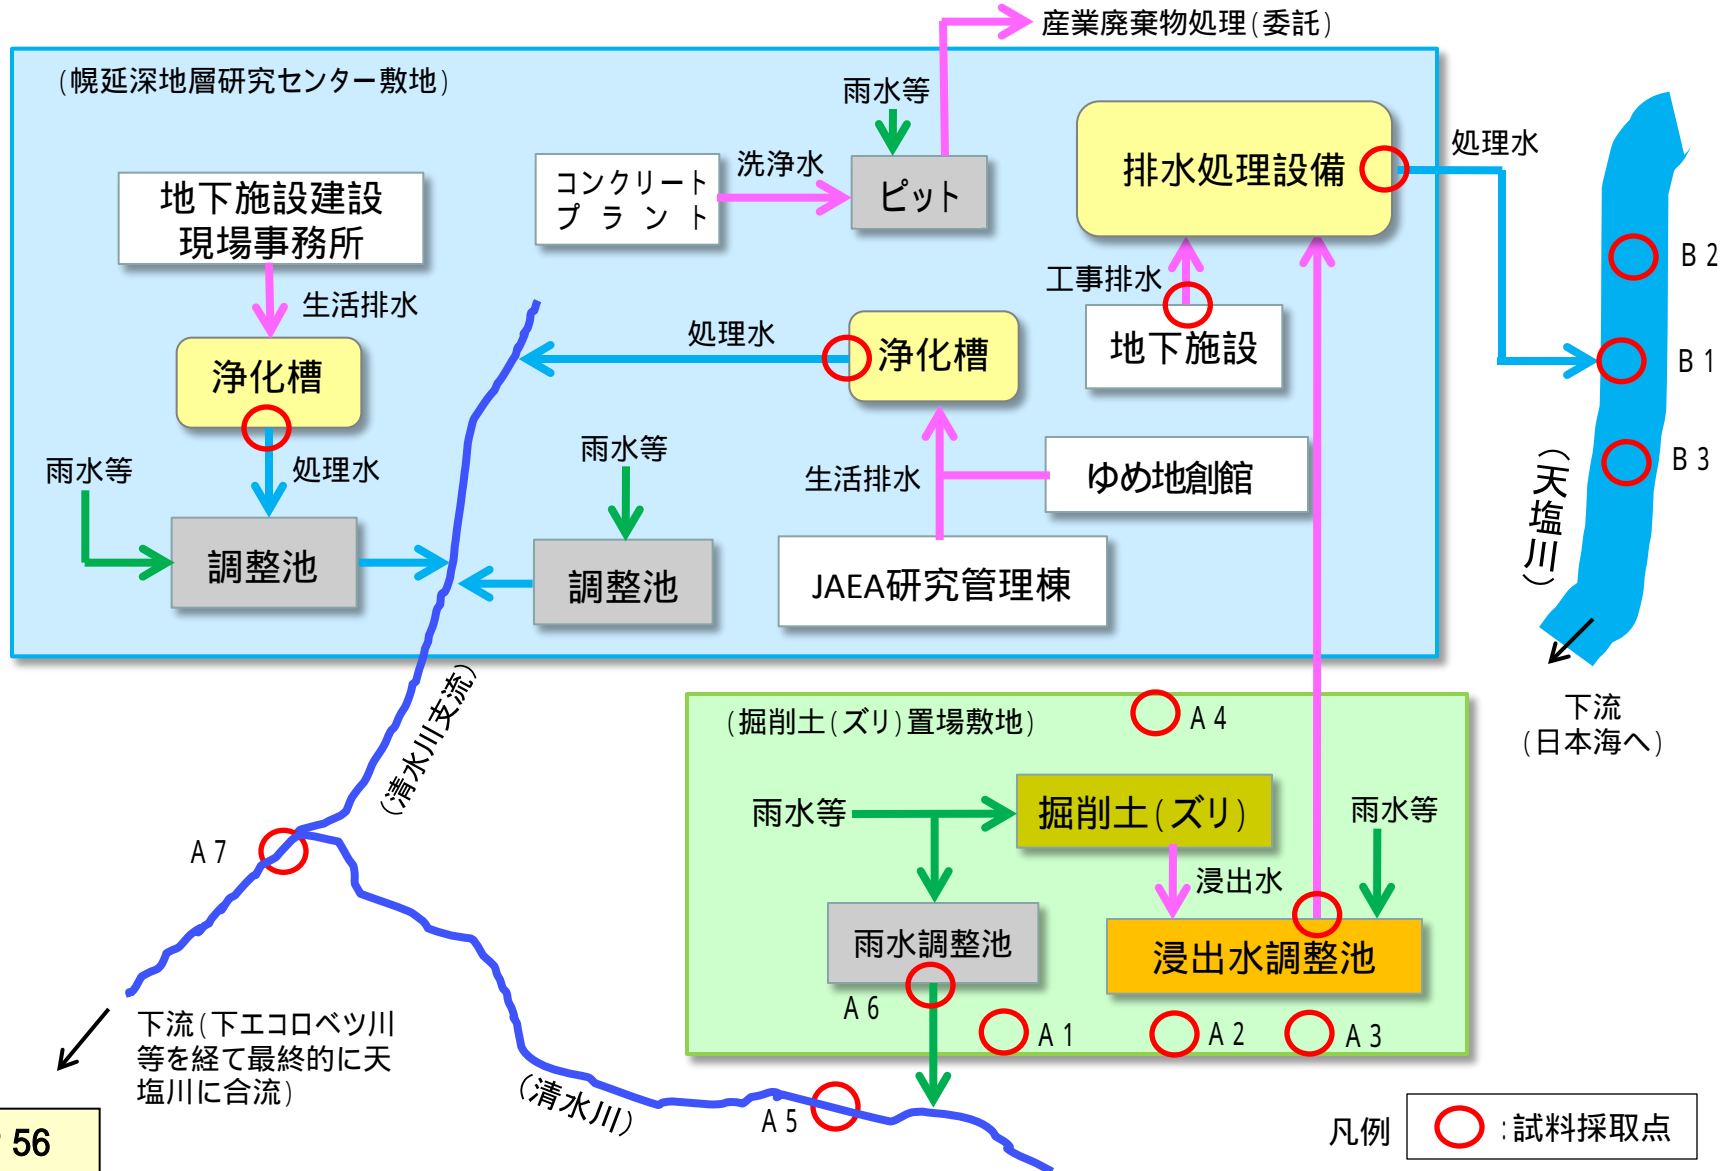 産業廃棄物処理(委託)
(幌延深地層研究センター敷地)
雨水等
処理水
地下施設建設
現場事務所
コンクリート
プラント
洗浄水
ピット
排水処理設備
B 2
生活排水
工事排水
処理水
浄化槽
浄化槽
地下施設
B 1
雨水等
処理水
雨水等
生活排水
ゆめ地創館
B 3
(天塩川)
調整池
調整池
JAEA研究管理棟
(清水川支流)
下流
(日本海へ)
(掘削土(ズリ)置場敷地)
A 4
雨水等
掘削土(ズリ)
雨水等
A 7
浸出水
雨水調整池
浸出水調整池
A 6
A 1
A 2
A 3
下流(下エコロベツ川
等を経て最終的に天
塩川に合流)
(清水川)
A 5
凡例
:試料採取点
56